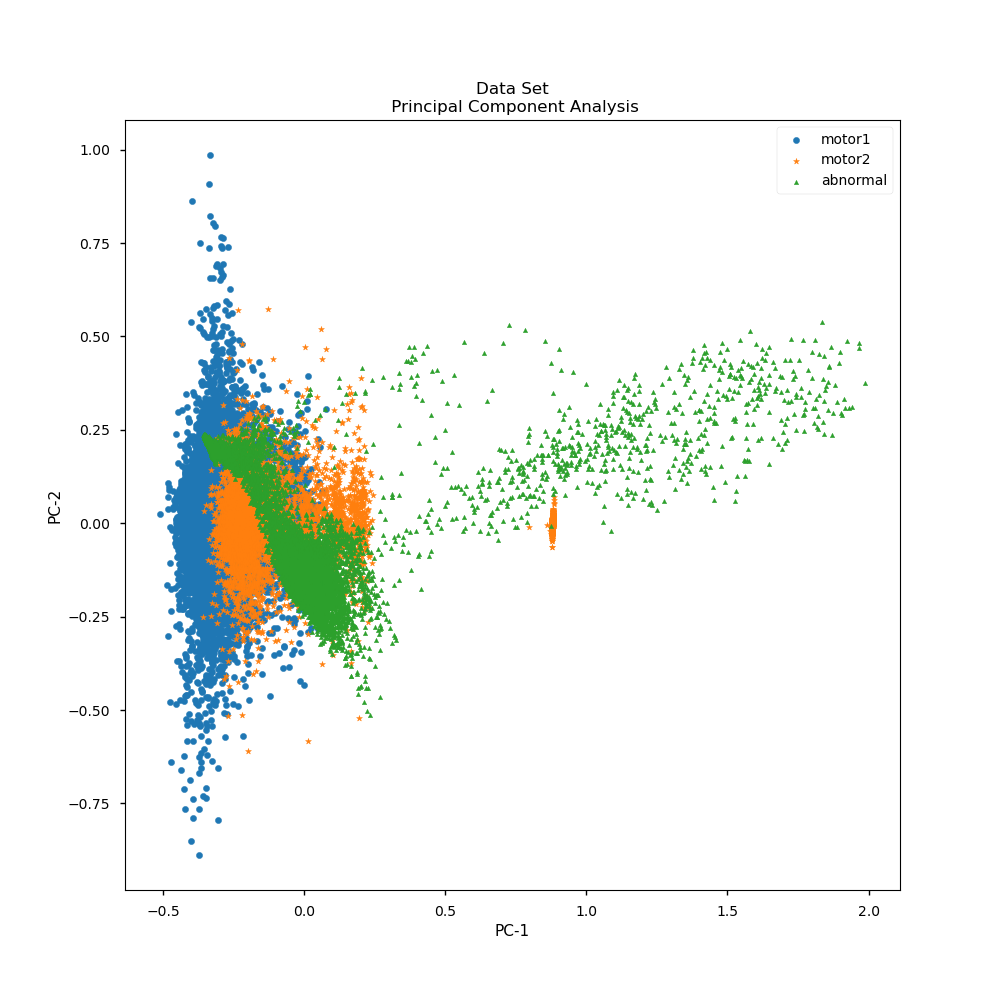 Data Set
Principal Component Analysis
motor1
motor2
abnormal
1.00
0.75
0.50
0.25
0.00
−0.25
−0.50
−0.75
PC-2
−0.5
0.0
0.5
1.0
1.5
2.0
PC-1